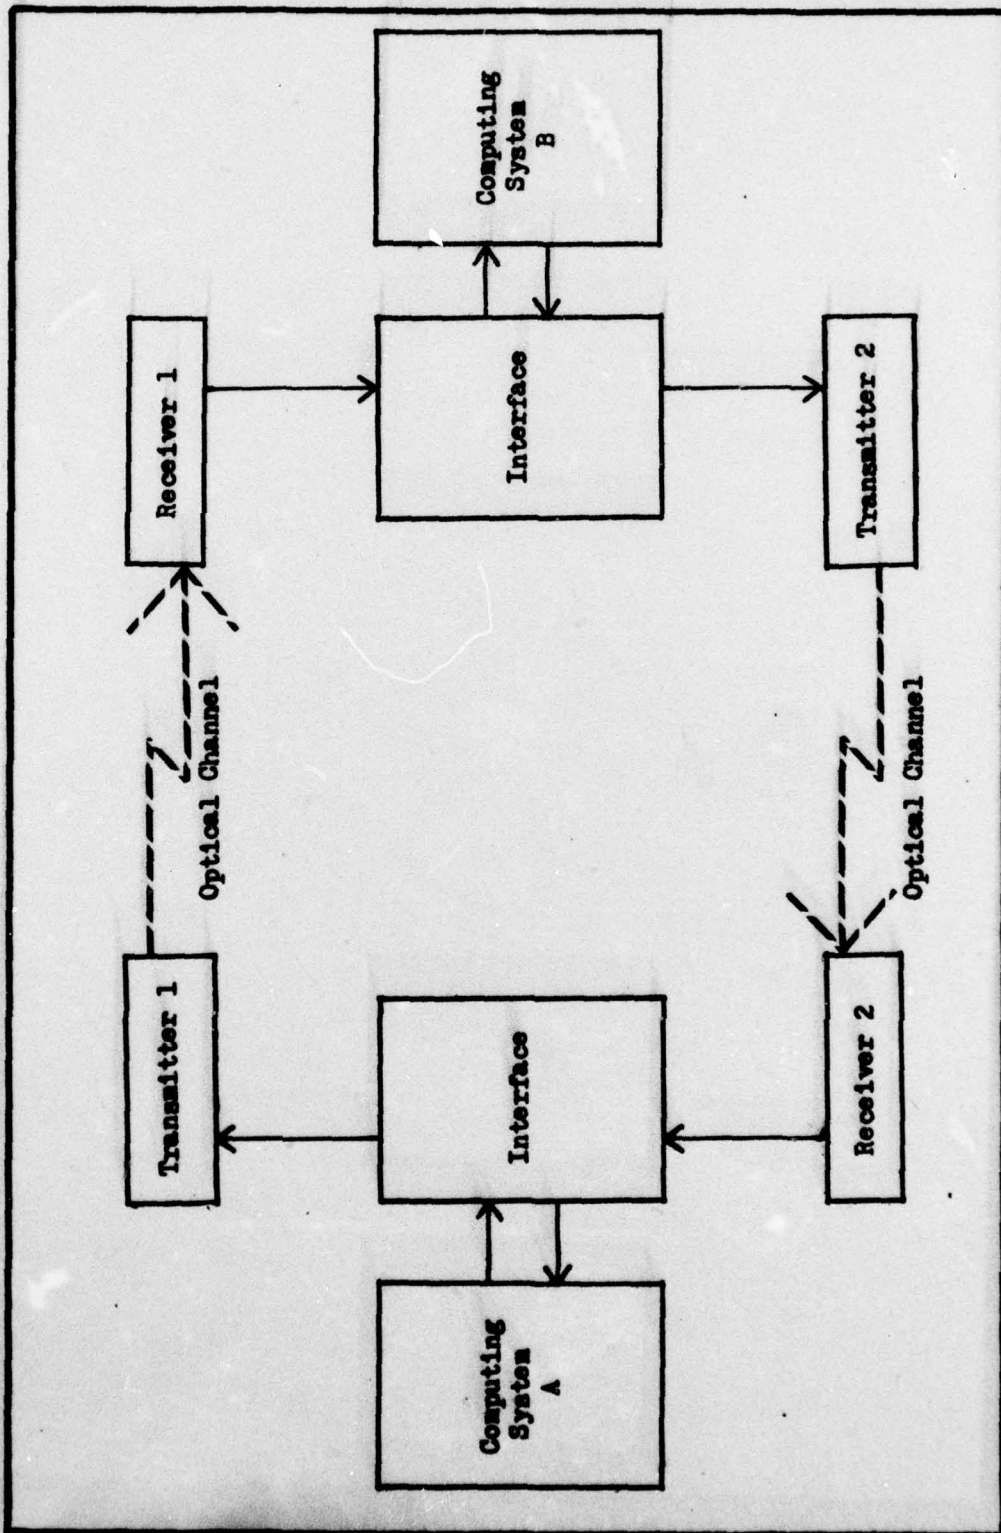 Transmitter 1
Optical Channel
Receiver 1
Computing
System
A
Interface
Interface
Computing
System
B
Receiver 2
Optical Channel
Transmitter 2